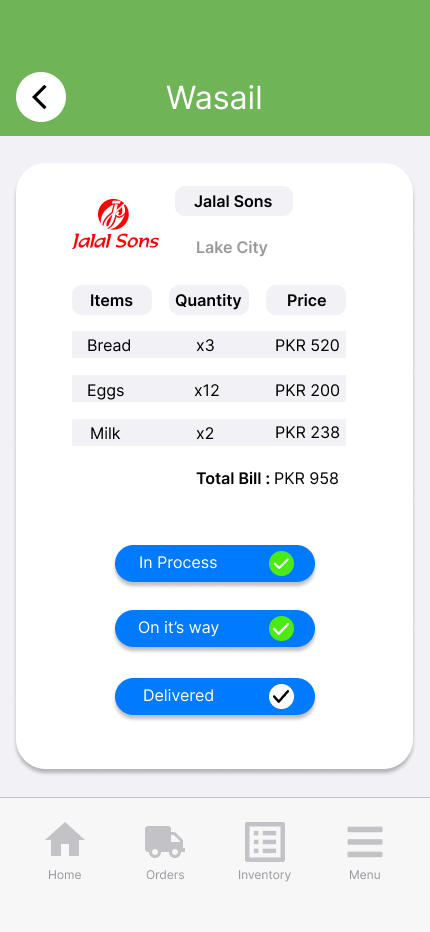 Wasail
Jalal Sons
Jalal Sons
Lake City
Items Quantity Price
Bread x3 PKR 520
Eggs x12 PKR 200
Milk x2 PKR 238
Total Bill : PKR 958
In Process
On it's way
Delivered
Home Orders Inventory Menu